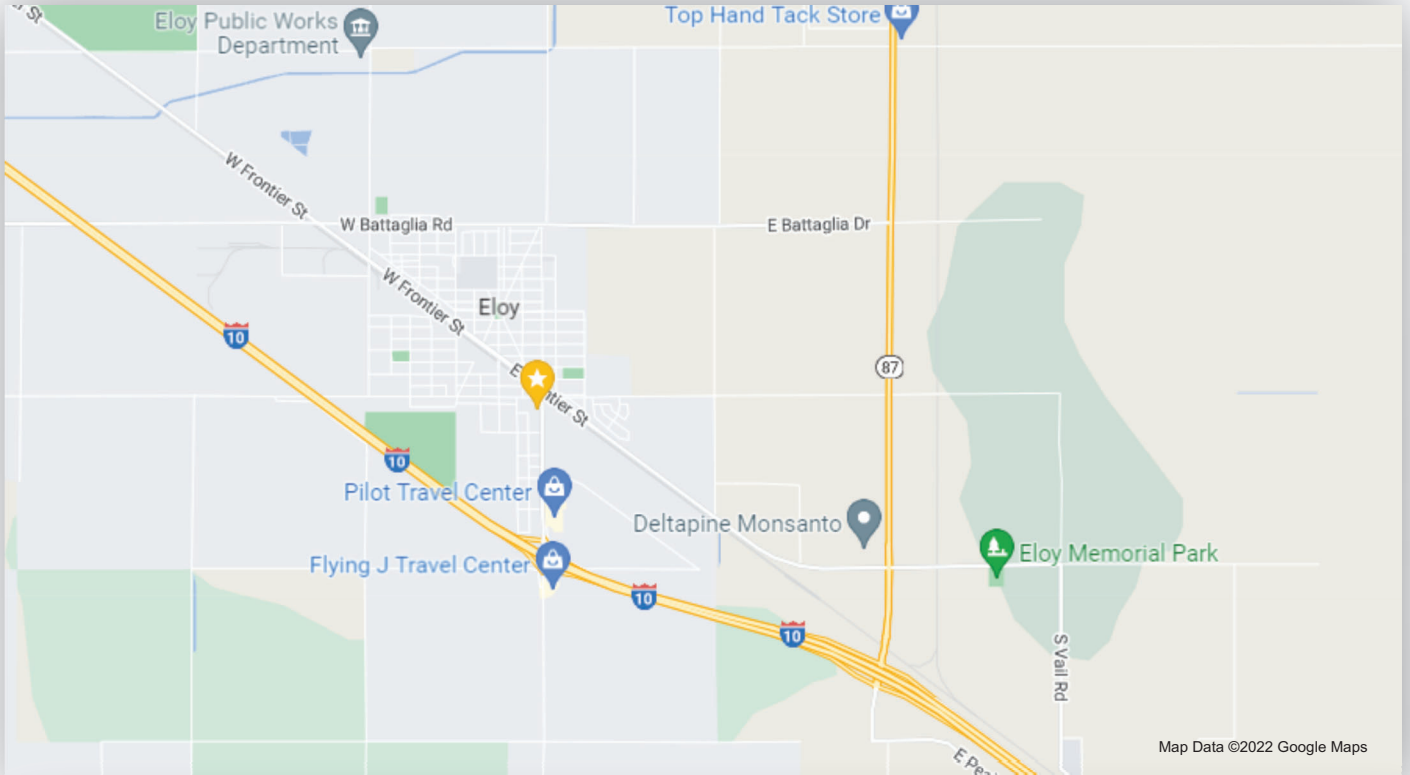 St
Eloy Public Works
Department
Top Hand Tack Store
W Frontier St
W Battaglia Rd
E Battaglia Dr
W Frontier St
Eloy
10
87
10
Pilot Travel Center
Deltapine Monsanto
Eloy Memorial Park
Flying J Travel Center
10
10
S Vail Rd
Map Data ©2022 Google Maps